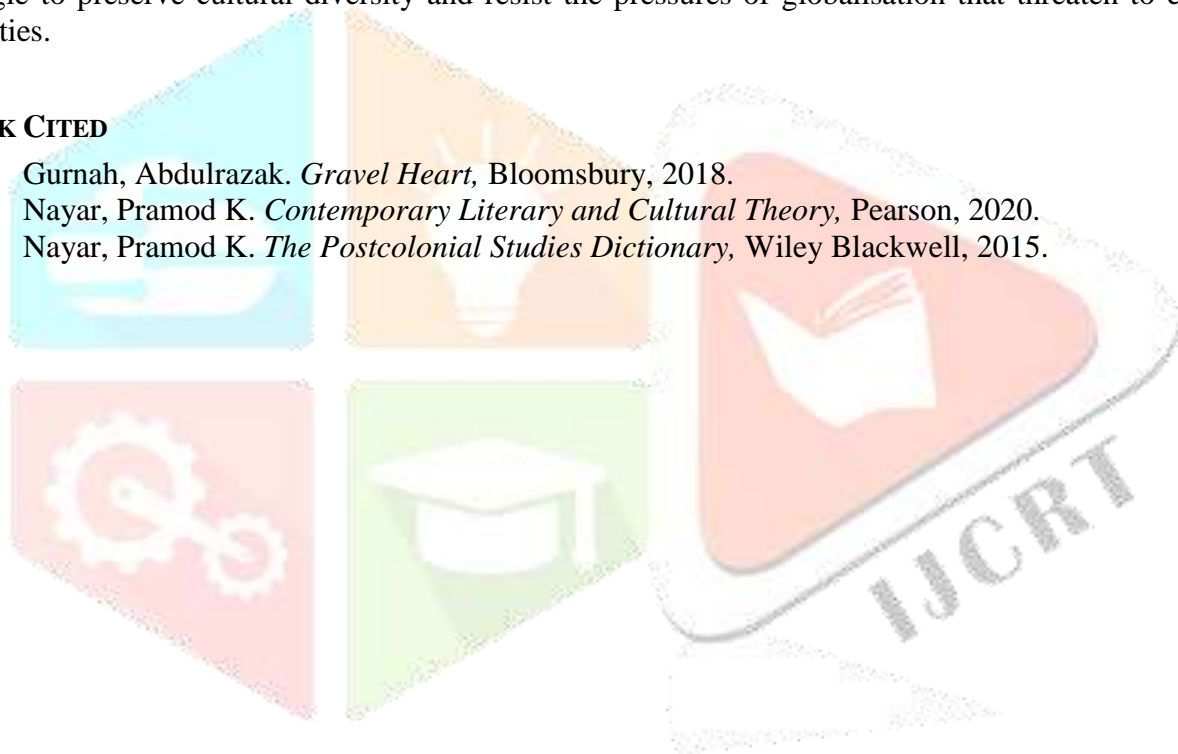 to preserve cultural diversity and resist the pressures of globalisation that threaten to
ties.
K CITED
Gurnah, Abdulrazak. Gravel Heart, Bloomsbury, 2018.
Nayar, Pramod K. Contemporary Literary and Cultural Theory, Pearson, 2020.
Nayar, Pramod K. The Postcolonial Studies Dictionary, Wiley Blackwell, 2015.
IJCRT